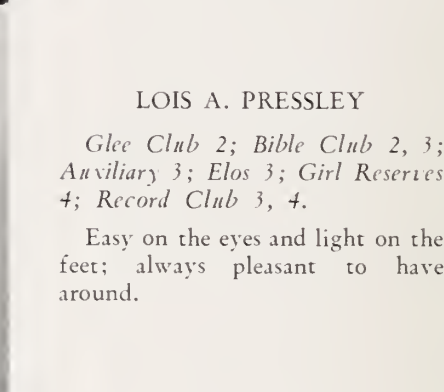 LOIS A. PRESSLEY
Glee Club 2; Bible Club 2, 3;
Auxiliary 3; Elos 3; Girl Reserves
4; Record Club 3, 4.
Easy on the eyes and light on the
feet; always pleasant to have
around.